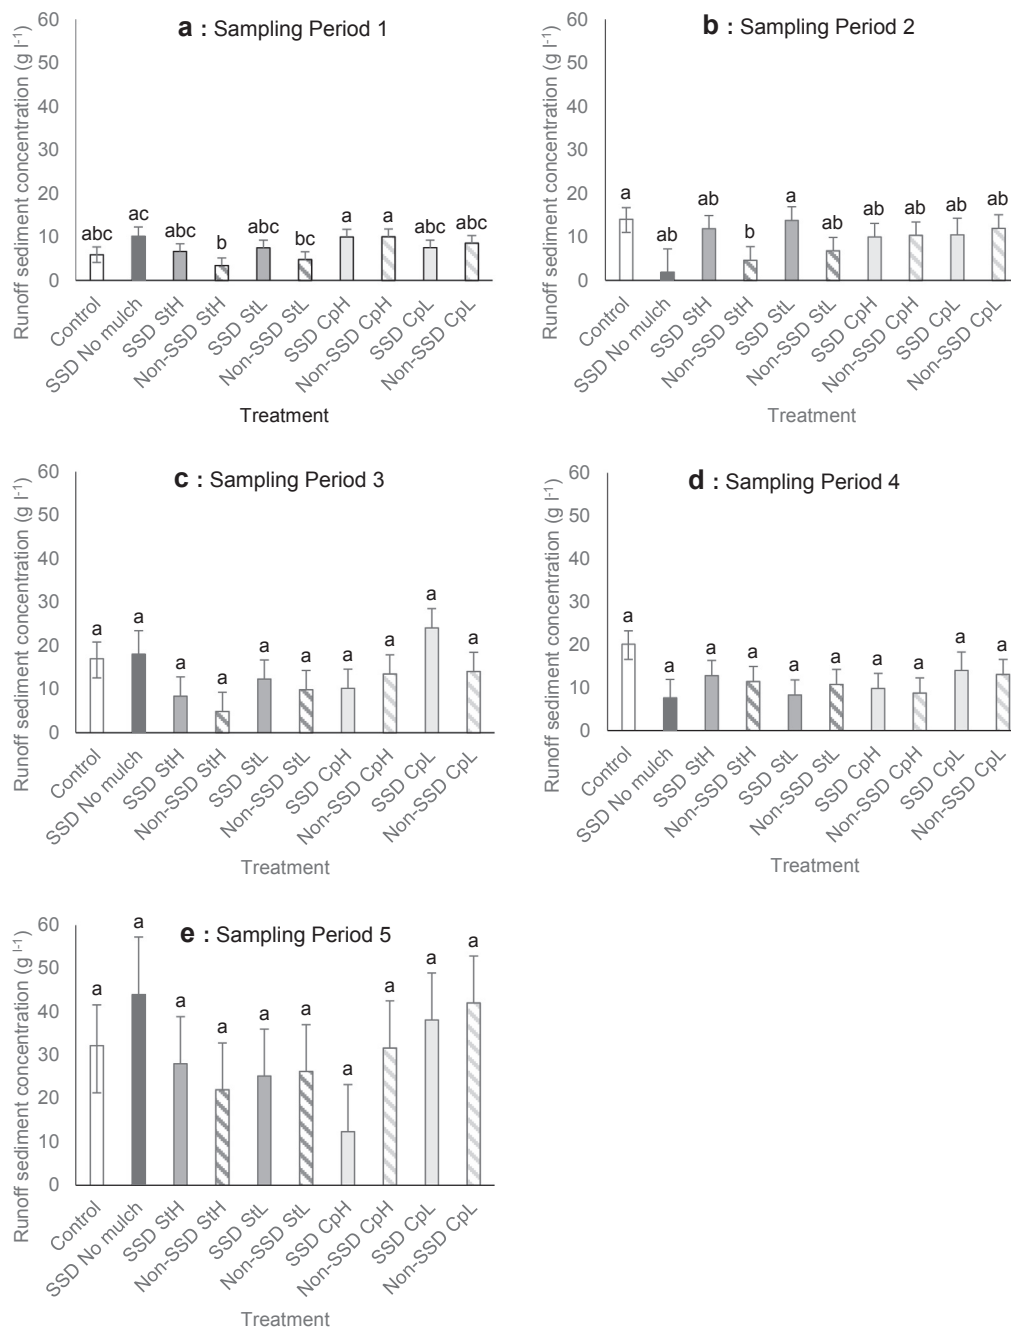 a : Sampling Period 1
Runoff sediment concentration (g l-1)
60
50
40
30
20
10
0
abc
ac
abc
b
abc
bc
a
a
abc
abc
Control
SSD No mulch
SSD StH
Non-SSD StH
SSD StL
Non-SSD StL
SSD CpH
Non-SSD CpH
SSD CpL
Non-SSD CpL
Treatment
b : Sampling Period 2
Runoff sediment concentration (g l-1)
60
50
40
30
20
10
0
a
ab
ab
b
a
ab
ab
ab
ab
ab
Control
SSD No mulch
SSD StH
Non-SSD StH
SSD StL
Non-SSD StL
SSD CpH
Non-SSD CpH
SSD CpL
Non-SSD CpL
Treatment
c : Sampling Period 3
Runoff sediment concentration (g l-1)
60
50
40
30
20
10
0
a
a
a
a
a
a
a
a
a
a
Control
SSD No mulch
SSD StH
Non-SSD StH
SSD StL
Non-SSD StL
SSD CpH
Non-SSD CpH
SSD CpL
Non-SSD CpL
Treatment
d : Sampling Period 4
Runoff sediment concentration (g l-1)
60
50
40
30
20
10
0
a
a
a
a
a
a
a
a
a
a
Control
SSD No mulch
SSD StH
Non-SSD StH
SSD StL
Non-SSD StL
SSD CpH
Non-SSD CpH
SSD CpL
Non-SSD CpL
Treatment
e : Sampling Period 5
Runoff sediment concentration (g l-1)
60
50
40
30
20
10
0
a
a
a
a
a
a
a
a
a
a
Control
SSD No mulch
SSD StH
Non-SSD StH
SSD StL
Non-SSD StL
SSD CpH
Non-SSD CpH
SSD CpL
Non-SSD CpL
Treatment